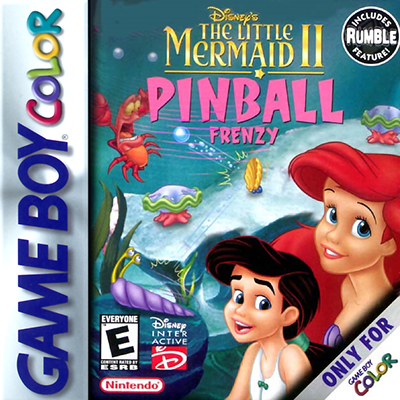 Disney's
THE LITTLE
MERMAID II
PINBALL
FRENZY
INCLUDES
RUMBLE
FEATURE!
GAME BOY COLOR
EVERYONE
E
CONTENT RATED BY
ESRB
Disney
INTER
ACTIVE
D
Nintendo
ONLY FOR
GAME BOY
COLOR